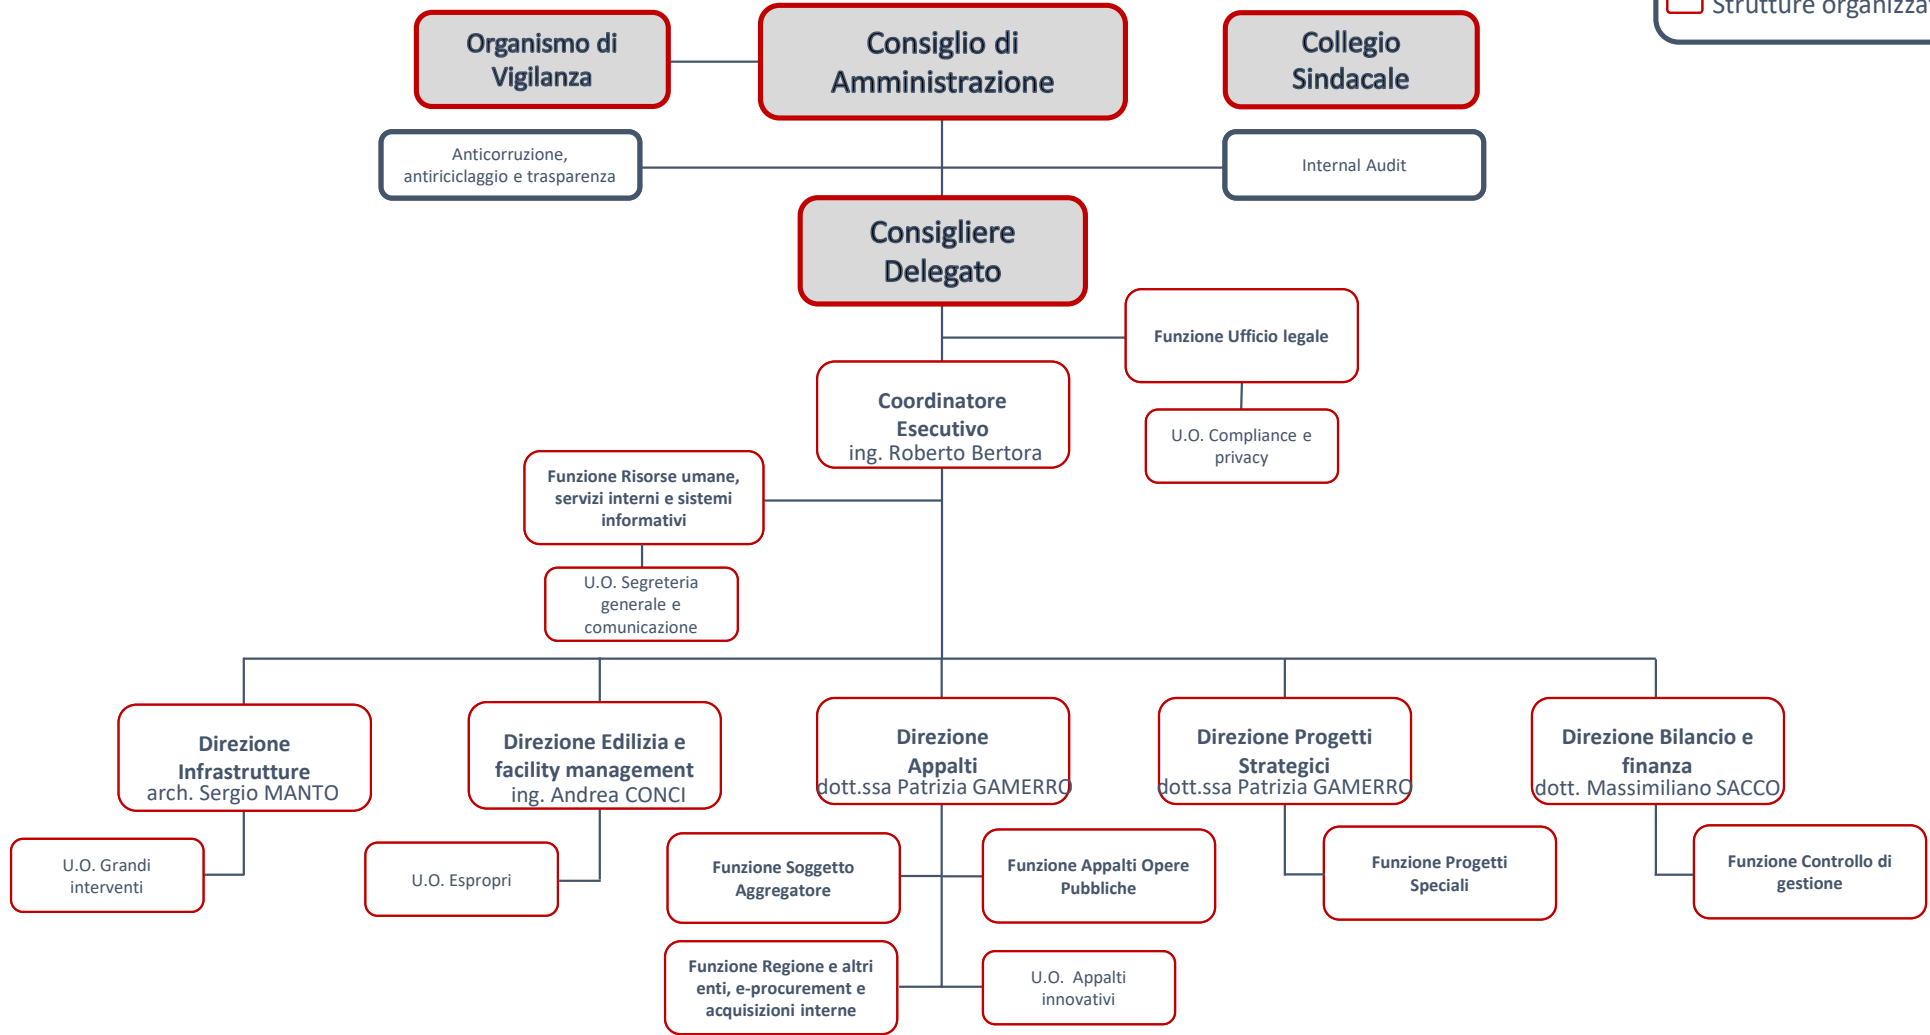 Strutture
Organismo di
Vigilanza
Consiglio di
Amministrazione
Collegio
Sindacale
Anticorruzione,
antiriciclaggio e trasparenza
Internal Audit
Consigliere
Delegato
Funzione Ufficio legale
Coordinatore
Esecutivo
ing. Roberto Bertora
U.O. Compliance e
privacy
Funzione Risorse umane,
servizi interni e sistemi
informativi
U.O. Segreteria
generale e
comunicazione
Direzione
Infrastrutture
arch. Sergio MANTO
Direzione Edilizia e
facility management
ing. Andrea CONCI
Direzione
Appalti
dott.ssa Patrizia GAMERRO
Direzione Progetti
Strategici
dott.ssa Patrizia GAMERRO
Direzione Bilancio e
finanza
dott. Massimiliano SACCO
U.O. Grandi
interventi
U.O. Espropri
Funzione Soggetto
Aggregatore
Funzione Appalti Opere
Pubbliche
Funzione Progetti
Speciali
Funzione Controllo di
gestione
Funzione Regione e altri
enti, e-procurement e
acquisizioni interne
U.O. Appalti
innovativi